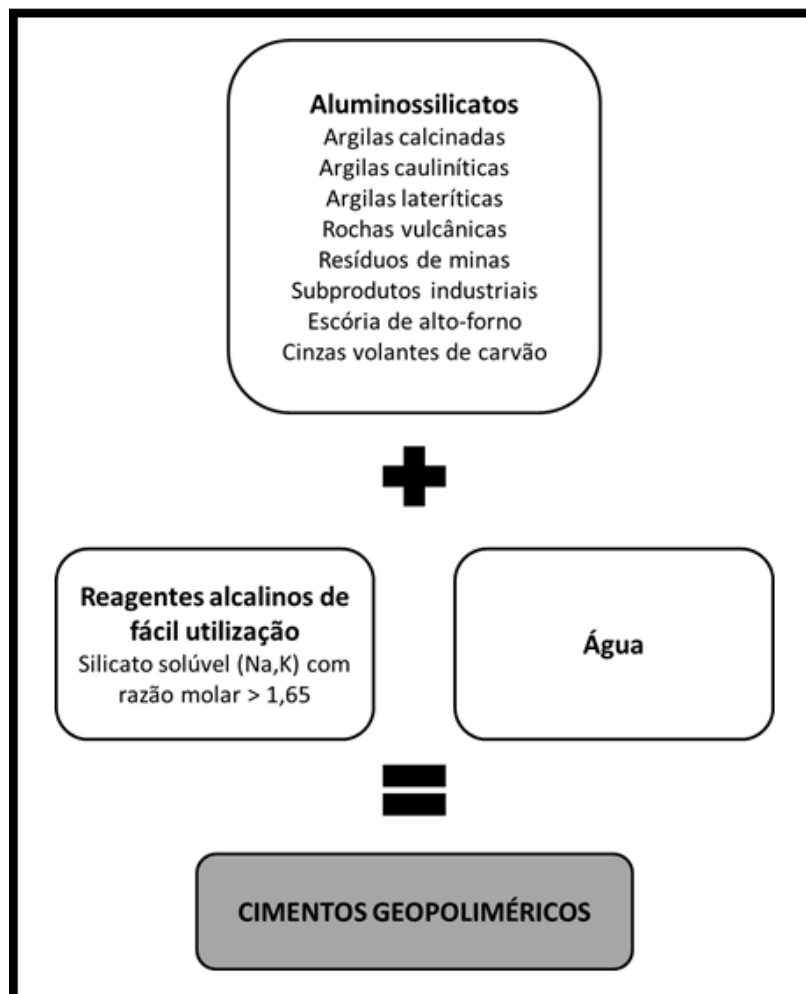 Aluminossilicatos
Argilas calcinadas
Argilas cauliníticas
Argilas lateríticas
Rochas vulcânicas
Resíduos de minas
Subprodutos industriais
Escória de alto-forno
Cinzas volantes de carvão
Reagentes alcalinos de
fácil utilização
Silicato solúvel (Na,K) com
razão molar > 1,65
Água
CIMENTOS GEOPOLIMÉRICOS